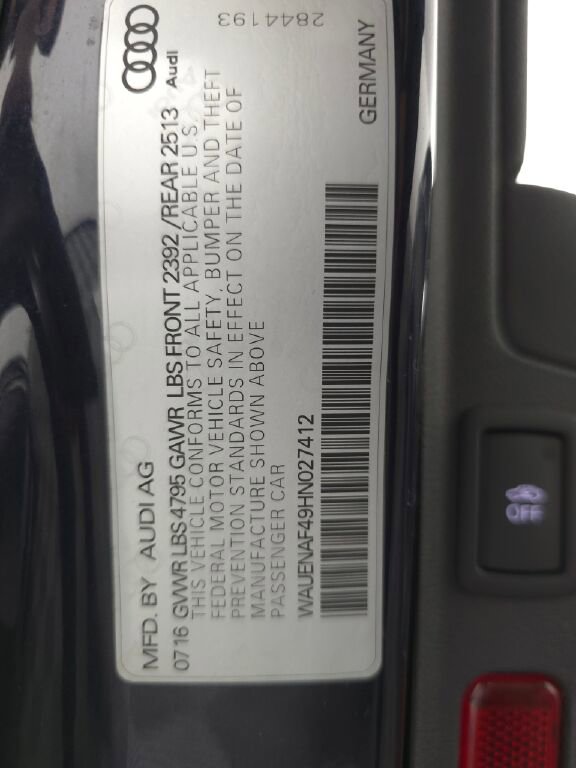 MFD. BY AUDI AG
07 16 GVWR LBS 4795 GAWR LBS FRONT 2392 /REAR 2513 Audi
THIS VEHICLE CONFORMS TO ALL APPLICABLE U.S.
FEDERAL MOTOR VEHICLE SAFETY, BUMPER AND THEFT
PREVENTION STANDARDS IN EFFECT ON THE DATE OF
MANUFACTURE SHOWN ABOVE
PASSENGER CAR
2844193
WAUENAF49HN027412
GERMANY
OFF